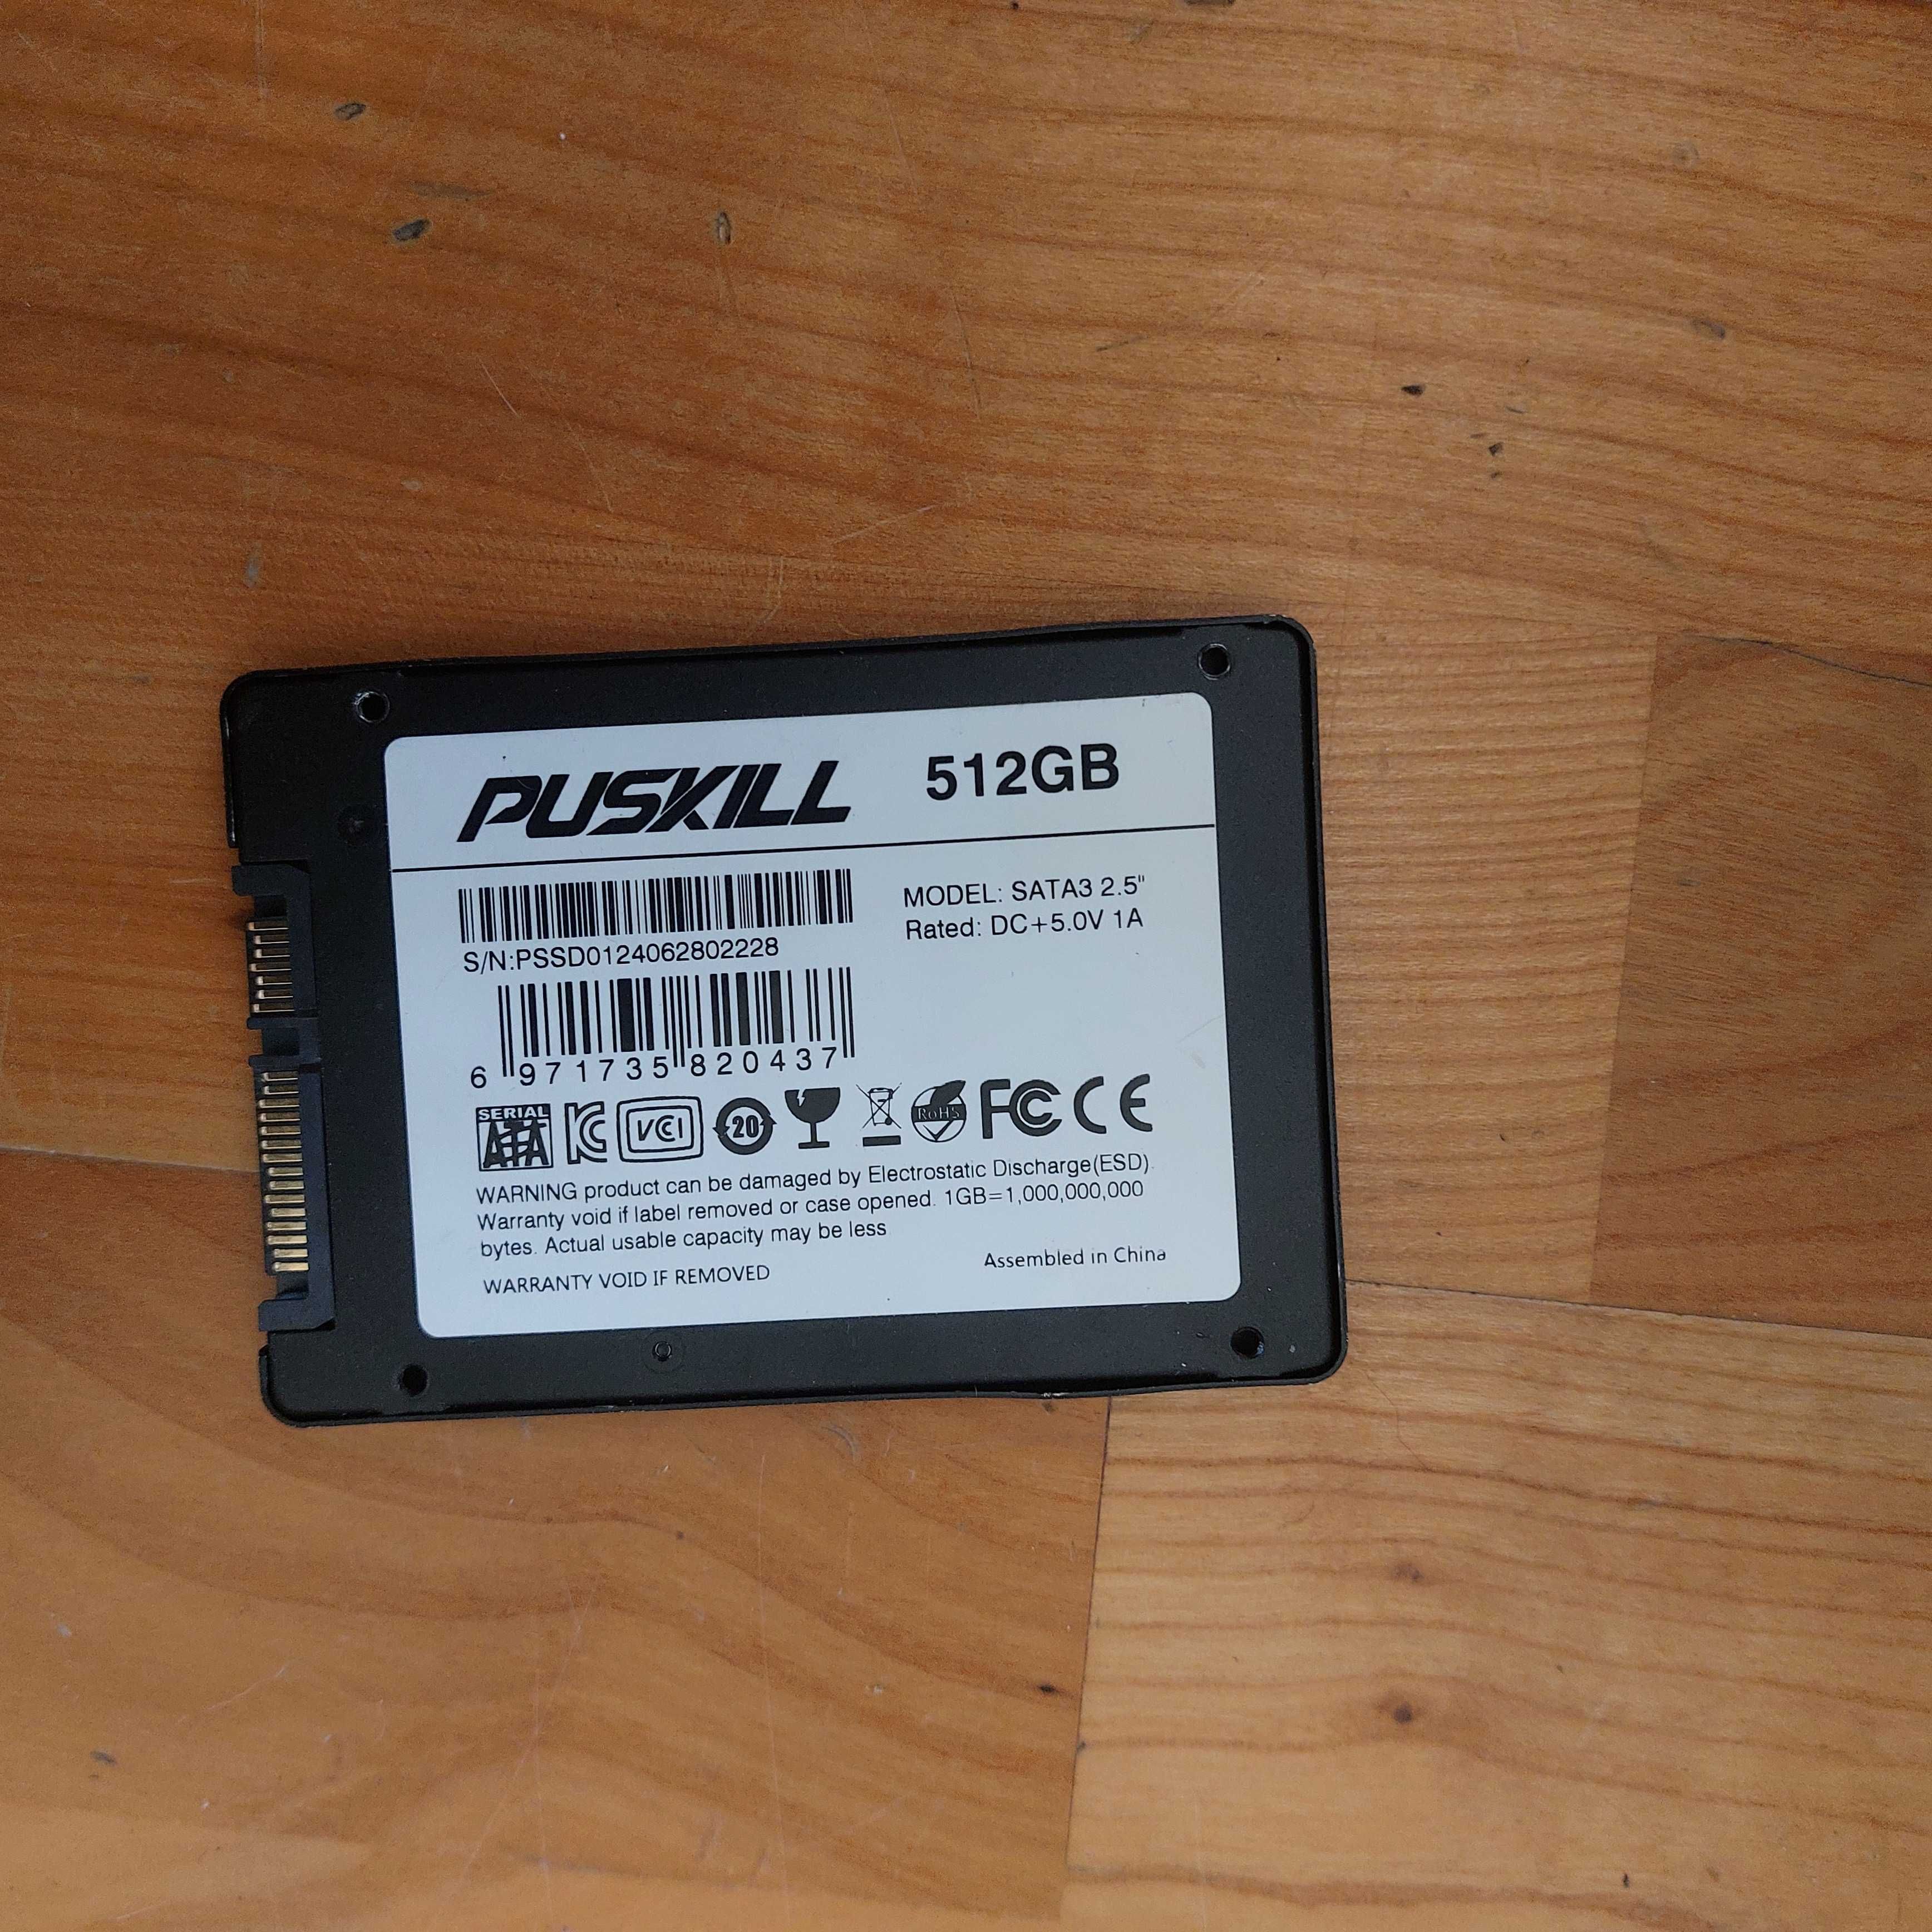 PUSKILL 512GB
MODEL: SATA3 2.5"
Rated: DC+5.0V 1A
S/N:PSSD0124062802228
6 971735 820437
SERIAL
ATA
VCCI
20
RoHS
FC CE
WARNING product can be damaged by Electrostatic Discharge(ESD).
Warranty void if label removed or case opened. 1GB=1,000,000,000
bytes. Actual usable capacity may be less
WARRANTY VOID IF REMOVED
Assembled in China